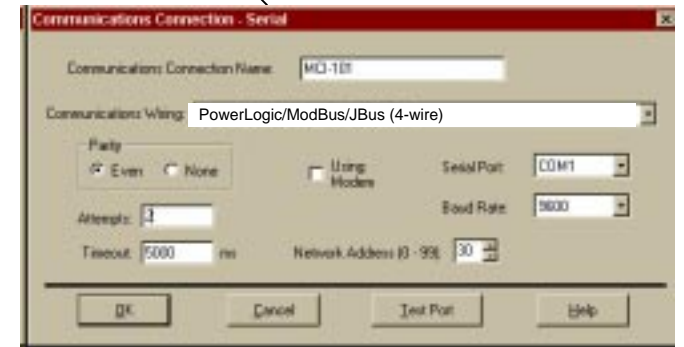 Communications Connection - Serial
Communications Connection Name: MCI-101
Communications Wiring: PowerLogic/ModBus/JBus (4-wire)
Parity
Even None
Using Modem
Serial Port: COM1
Attempts: 3
Baud Rate: 9600
Timeout: 5000 ms
Network Address (0 - 99): 30
OK Cancel Test Port Help